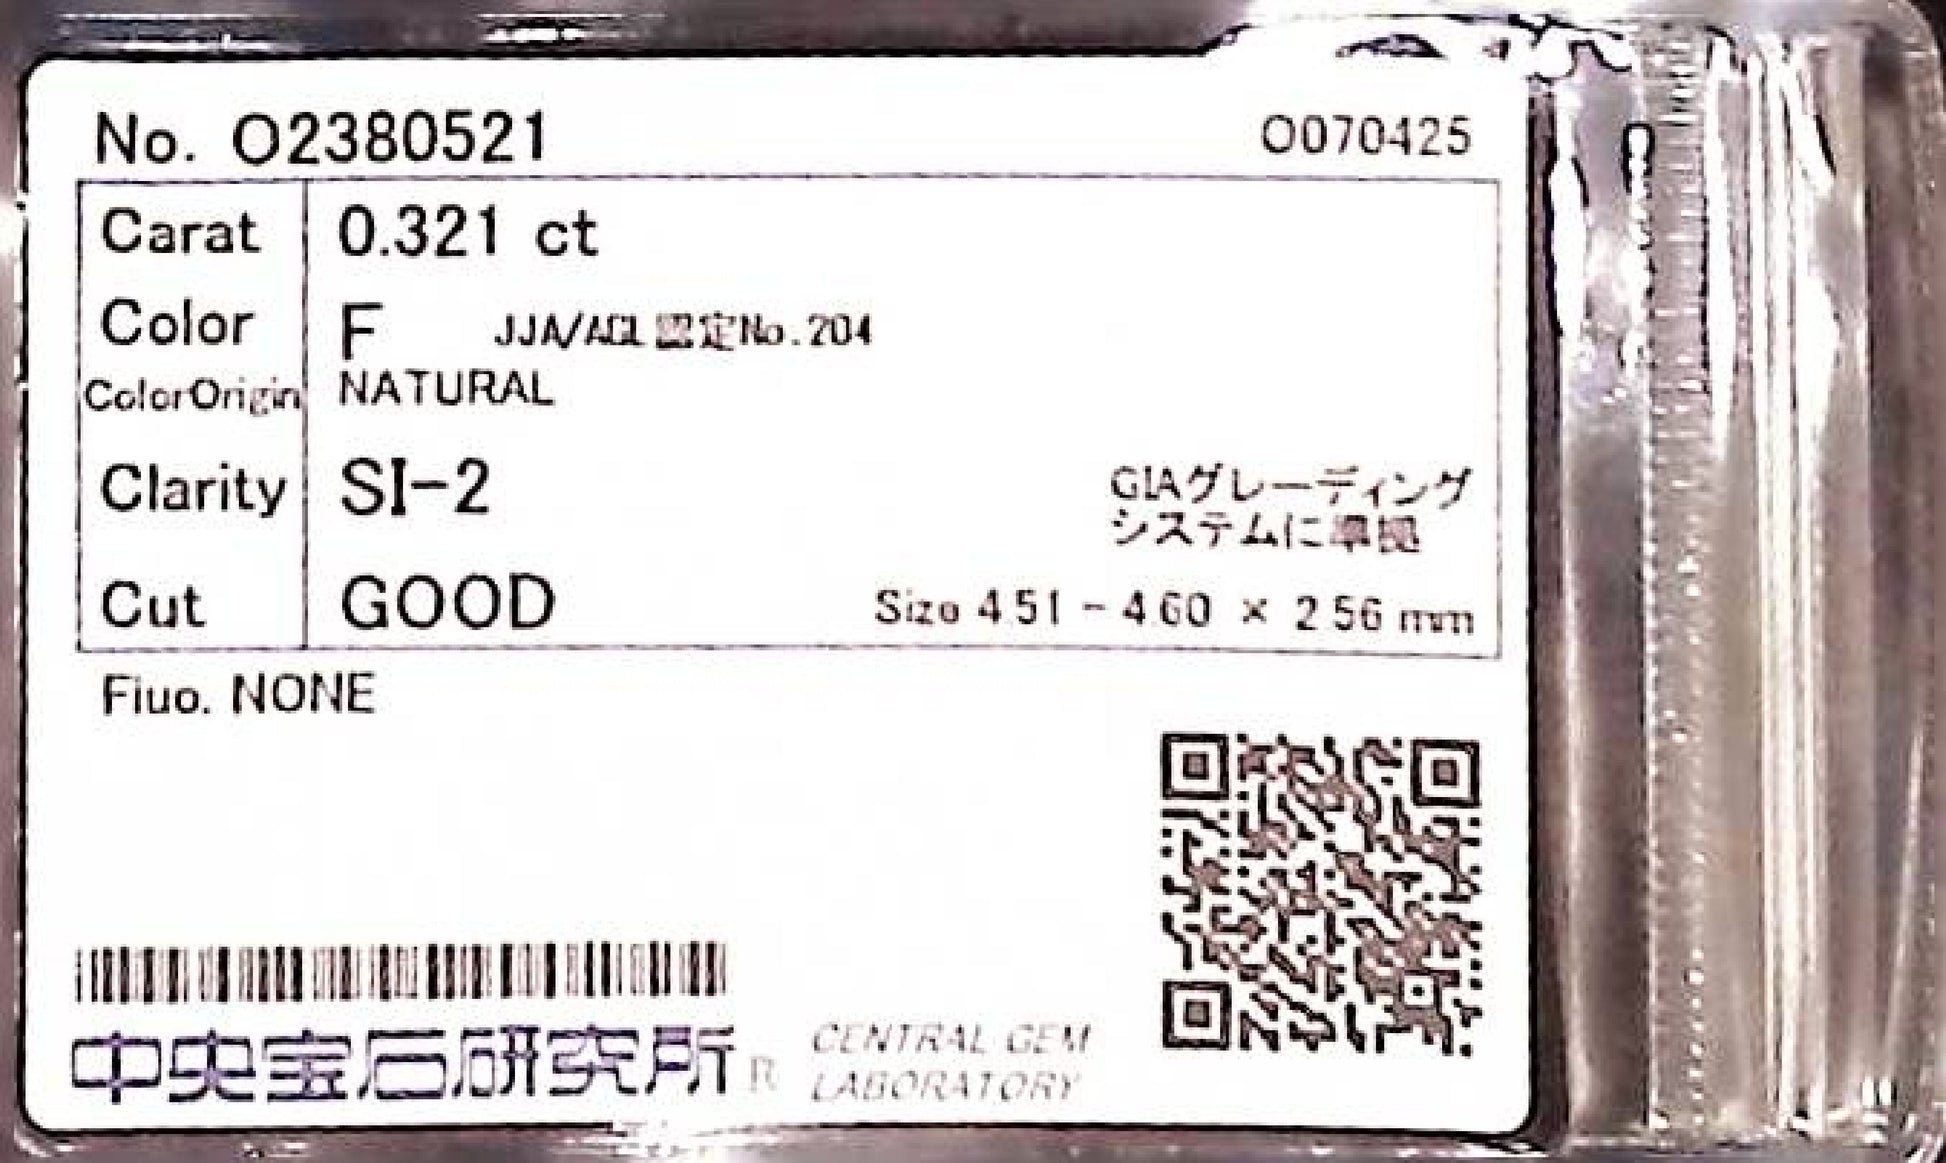 No. O2380521 O070425
Carat 0.321 ct
Color F JJA/AGL 認定No.204
ColorOrigin NATURAL
Clarity SI-2
GIAグレーディング
システムに準拠
Cut GOOD Size 4.51 - 4.60 × 2.56 mm
Fluo. NONE
中央宝石研究所 R CENTRAL GEM
LABORATORY